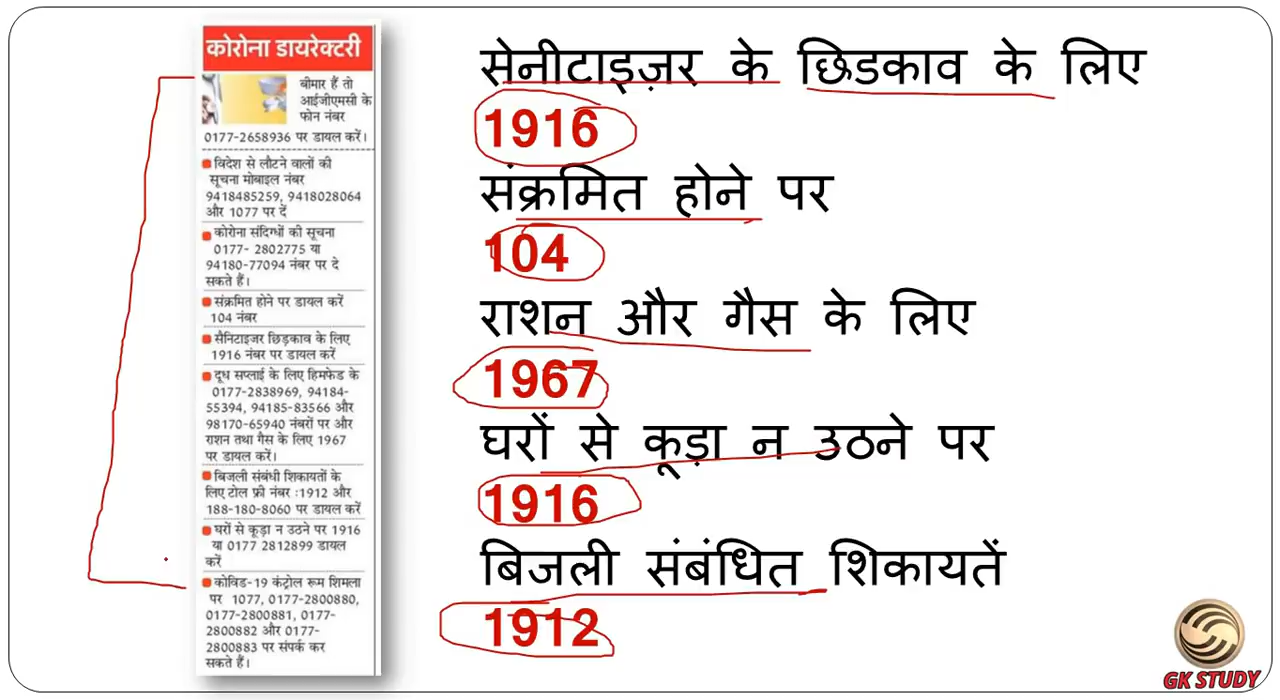 कोरोना डायरेक्टरी
बीमार हैं तो
आईजीएमसी के
फोन नंबर
0177-2658936 पर डायल करें।
विदेश से लौटने वालों की
सूचना मोबाइल नंबर
9418485259, 9418028064
और 1077 पर दें
कोरोना संदिग्धों की सूचना
0177- 2802775 या
94180-77094 नंबर पर दे
सकते हैं।
संक्रमित होने पर डायल करें
104 नंबर
सैनिटाइजर छिड़काव के लिए
1916 नंबर पर डायल करें
दूध सप्लाई के लिए हिमफेड के
0177-2838969, 94184-
55394, 94185-83566 और
98170-65940 नंबरों पर और
राशन तथा गैस के लिए 1967
पर डायल करें।
बिजली संबंधी शिकायतों के
लिए टोल फ्री नंबर :1912 और
188-180-8060 पर डायल करें
घरों से कूड़ा न उठने पर 1916
या 0177 2812899 डायल
करें
कोविड-19 कंट्रोल रूम शिमला
पर 1077, 0177-2800880,
0177-2800881, 0177-
2800882 और 0177-
2800883 पर संपर्क कर
सकते हैं।
सेनीटाइज़र के छिडकाव के लिए
1916
संक्रमित होने पर
104
राशन और गैस के लिए
1967
घरों से कूड़ा न उठने पर
1916
बिजली संबंधित शिकायतें
1912
GK STUDY